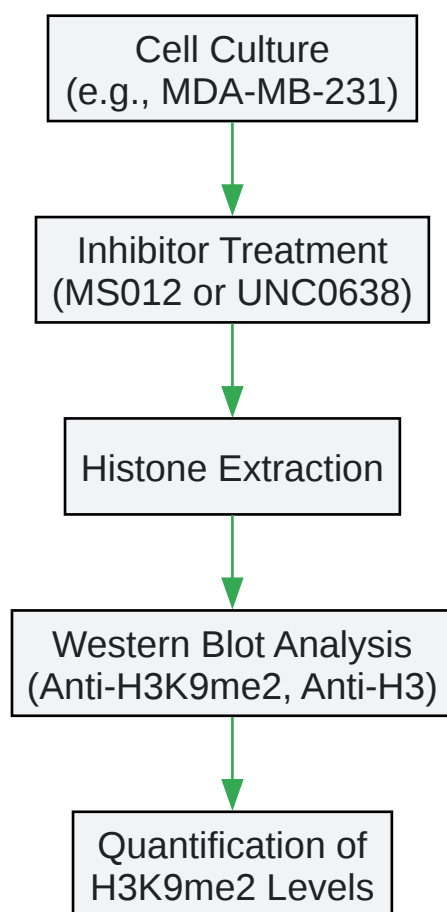 Cell Culture
(e.g., MDA-MB-231)
Inhibitor Treatment
(MS012 or UNC0638)
Histone Extraction
Western Blot Analysis
(Anti-H3K9me2, Anti-H3)
Quantification of
H3K9me2 Levels